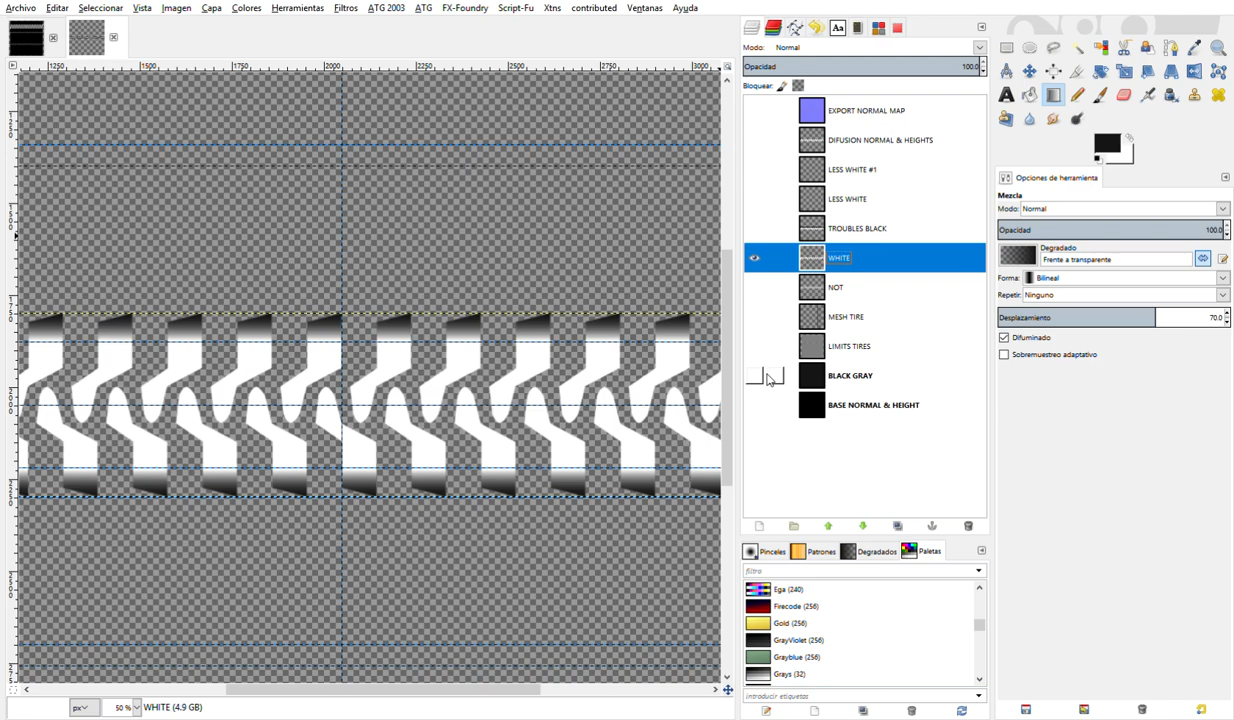 Archivo Editar Seleccionar Vista Imagen Capa Colores Herramientas Filtros ATG 2003 ATG FX-Foundry Script-Fu Xtns contributed Ventanas Ayuda
1250 1500 1750 2000 2250 2500 2750 3000
Modo: Normal
Opacidad 100.0
Bloquear:
EXPORT NORMAL MAP
DIFUSION NORMAL & HEIGHTS
LESS WHITE #1
LESS WHITE
TROUBLES BLACK
WHITE
NOT
MESH TIRE
LIMITS TIRES
BLACK GRAY
BASE NORMAL & HEIGHT
Pinceles Patrones Degradados Paletas
filtro
Ega (240)
Firecode (256)
Gold (256)
GrayViolet (256)
Grayblue (256)
Grays (32)
introducir etiquetas
Aa
A
Opciones de herramienta
Mezcla
Modo: Normal
Opacidad 100.0
Degradado
Frente a transparente
Forma: Bilineal
Repetir: Ninguno
Desplazamiento 70.0
Difuminado
Sobremuestreo adaptativo
px 50 % WHITE (4.9 GB)